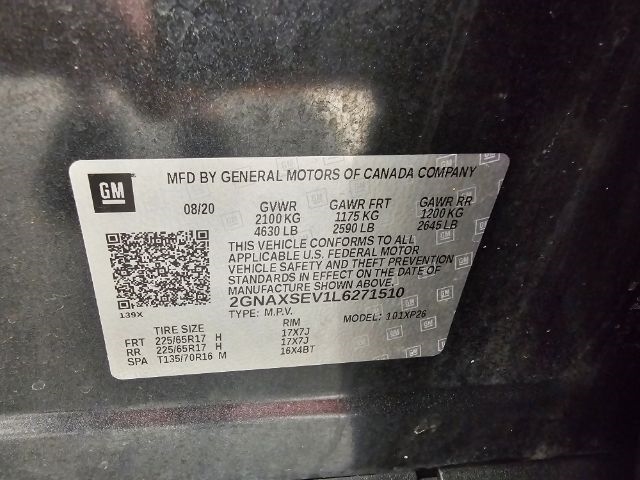 GM
MFD BY GENERAL MOTORS OF CANADA COMPANY
08/20 GVWR GAWR FRT GAWR RR
2100 KG 1175 KG 1200 KG
4630 LB 2590 LB 2645 LB
THIS VEHICLE CONFORMS TO ALL
APPLICABLE U.S. FEDERAL MOTOR
VEHICLE SAFETY AND THEFT PREVENTION
STANDARDS IN EFFECT ON THE DATE OF
MANUFACTURE SHOWN ABOVE.
2GNAXSEV1L6271510
139X TYPE: M.P.V. MODEL: 1.01XP26
TIRE SIZE RIM
FRT 225/65R17 H 17X7J
RR 225/65R17 H 17X7J
SPA T135/70R16 M 16X4BT